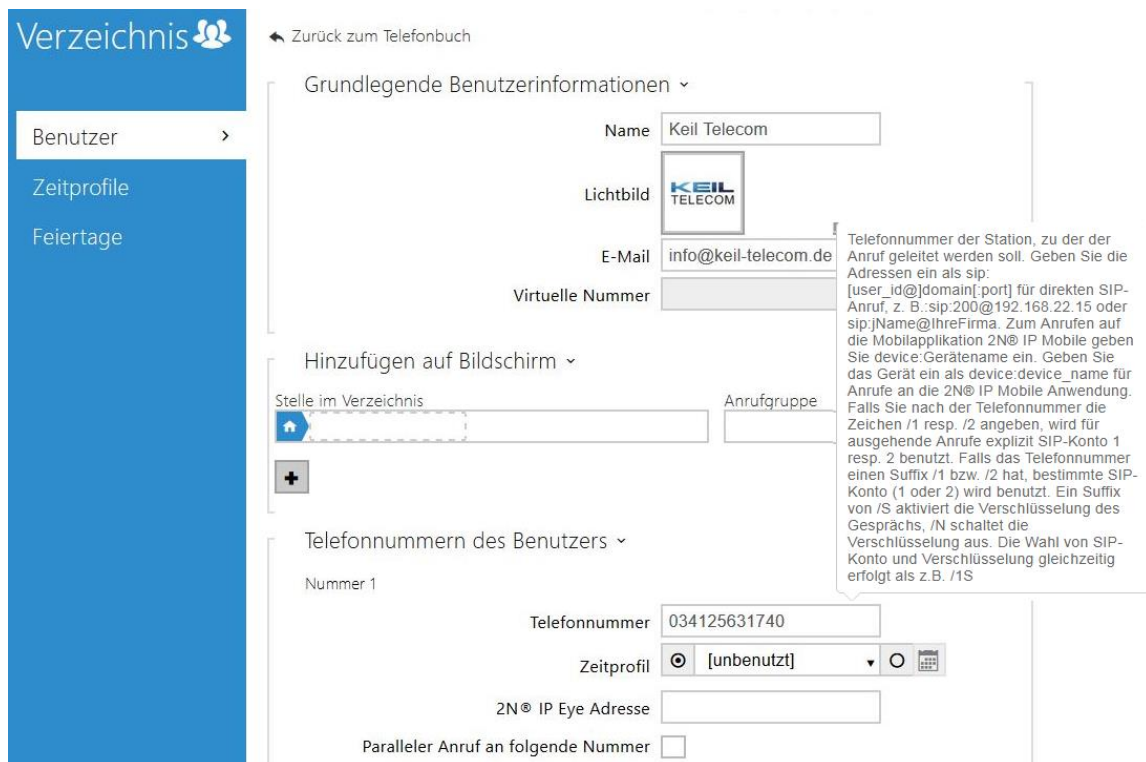 Verzeichnis
Zurück zum Telefonbuch
Benutzer
Zeitprofile
Feiertage
Grundlegende Benutzerinformationen
Name Keil Telecom
Lichtbild KEIL
TELECOM
E-Mail info@keil-telecom.de
Virtuelle Nummer
Telefonnummer der Station, zu der der
Anruf geleitet werden soll. Geben Sie die
Adressen ein als sip:
[user_id@]domain[:port] für direkten SIP-
Anruf, z. B.:sip:200@192.168.22.15 oder
sip:jName@IhreFirma. Zum Anrufen auf
die Mobilapplikation 2N® IP Mobile geben
Sie device:Gerätename ein. Geben Sie
das Gerät ein als device:device_name für
Anrufe an die 2N® IP Mobile Anwendung.
Falls Sie nach der Telefonnummer die
Zeichen /1 resp. /2 angeben, wird für
ausgehende Anrufe explizit SIP-Konto 1
resp. 2 benutzt. Falls das Telefonnummer
einen Suffix /1 bzw. /2 hat, bestimmte SIP-
Konto (1 oder 2) wird benutzt. Ein Suffix
von /S aktiviert die Verschlüsselung des
Gesprächs, /N schaltet die
Verschlüsselung aus. Die Wahl von SIP-
Konto und Verschlüsselung gleichzeitig
erfolgt als z.B. /1S
Hinzufügen auf Bildschirm
Stelle im Verzeichnis Anrufgruppe
Telefonnummern des Benutzers
Nummer 1
Telefonnummer 034125631740
Zeitprofil [unbenutzt]
2N® IP Eye Adresse
Paralleler Anruf an folgende Nummer